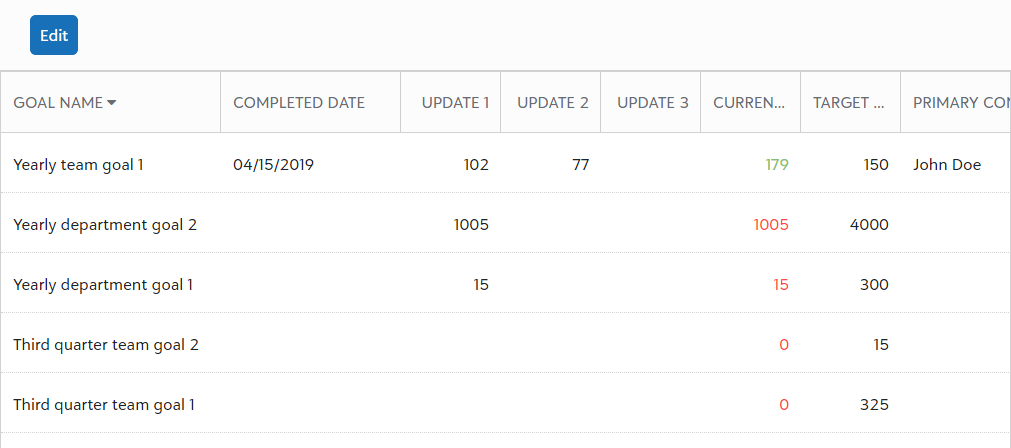 Edit
GOAL NAME COMPLETED DATE UPDATE 1 UPDATE 2 UPDATE 3 CURREN... TARGET ... PRIMARY CON
Yearly team goal 1 04/15/2019 102 77 179 150 John Doe
Yearly department goal 2 1005 1005 4000
Yearly department goal 1 15 15 300
Third quarter team goal 2 0 15
Third quarter team goal 1 0 325